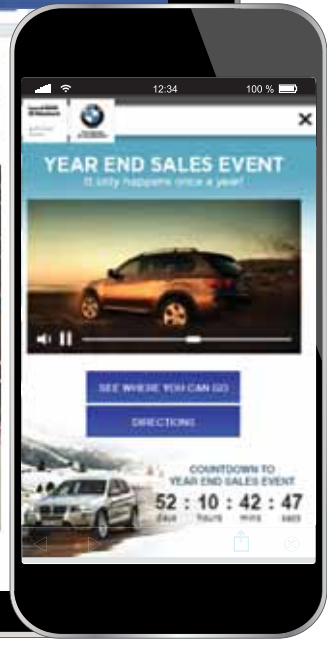 12:34
100 %
YEAR END SALES EVENT
It only happens once a year!
SEE WHERE YOU CAN GO
DIRECTIONS
COUNTDOWN TO
YEAR END SALES EVENT
52 : 10 : 42 : 47
days hours mins secs